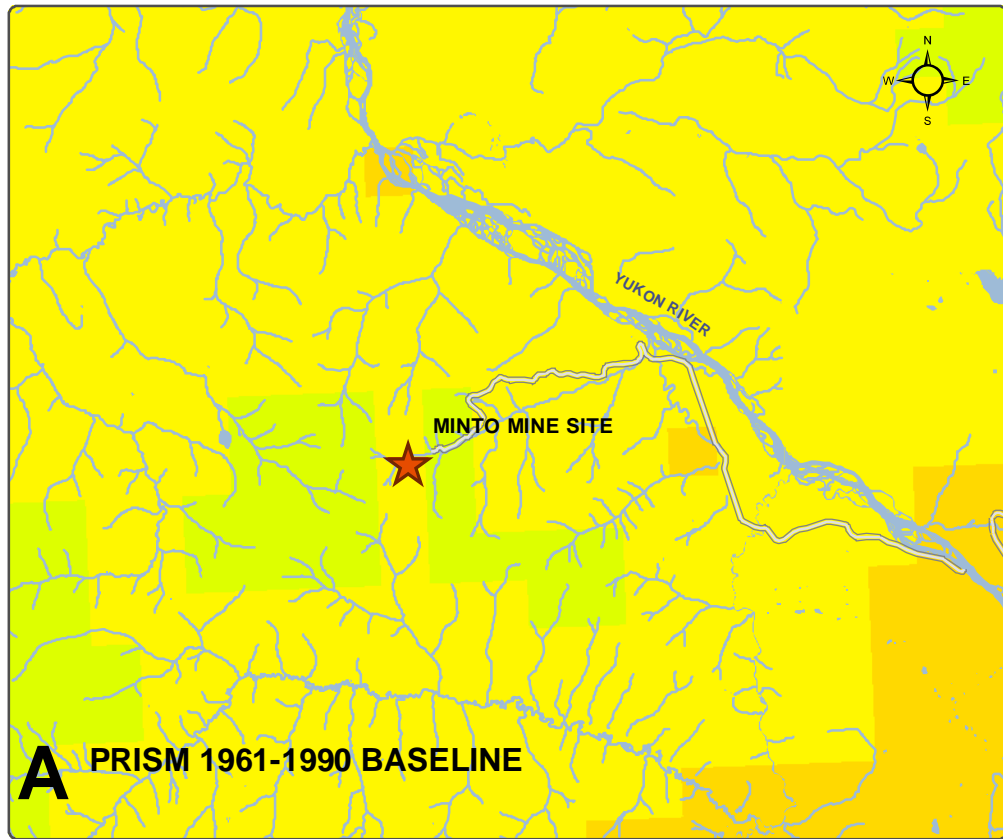 N
W E
S
YUKON RIVER
MINTO MINE SITE
A PRISM 1961-1990 BASELINE